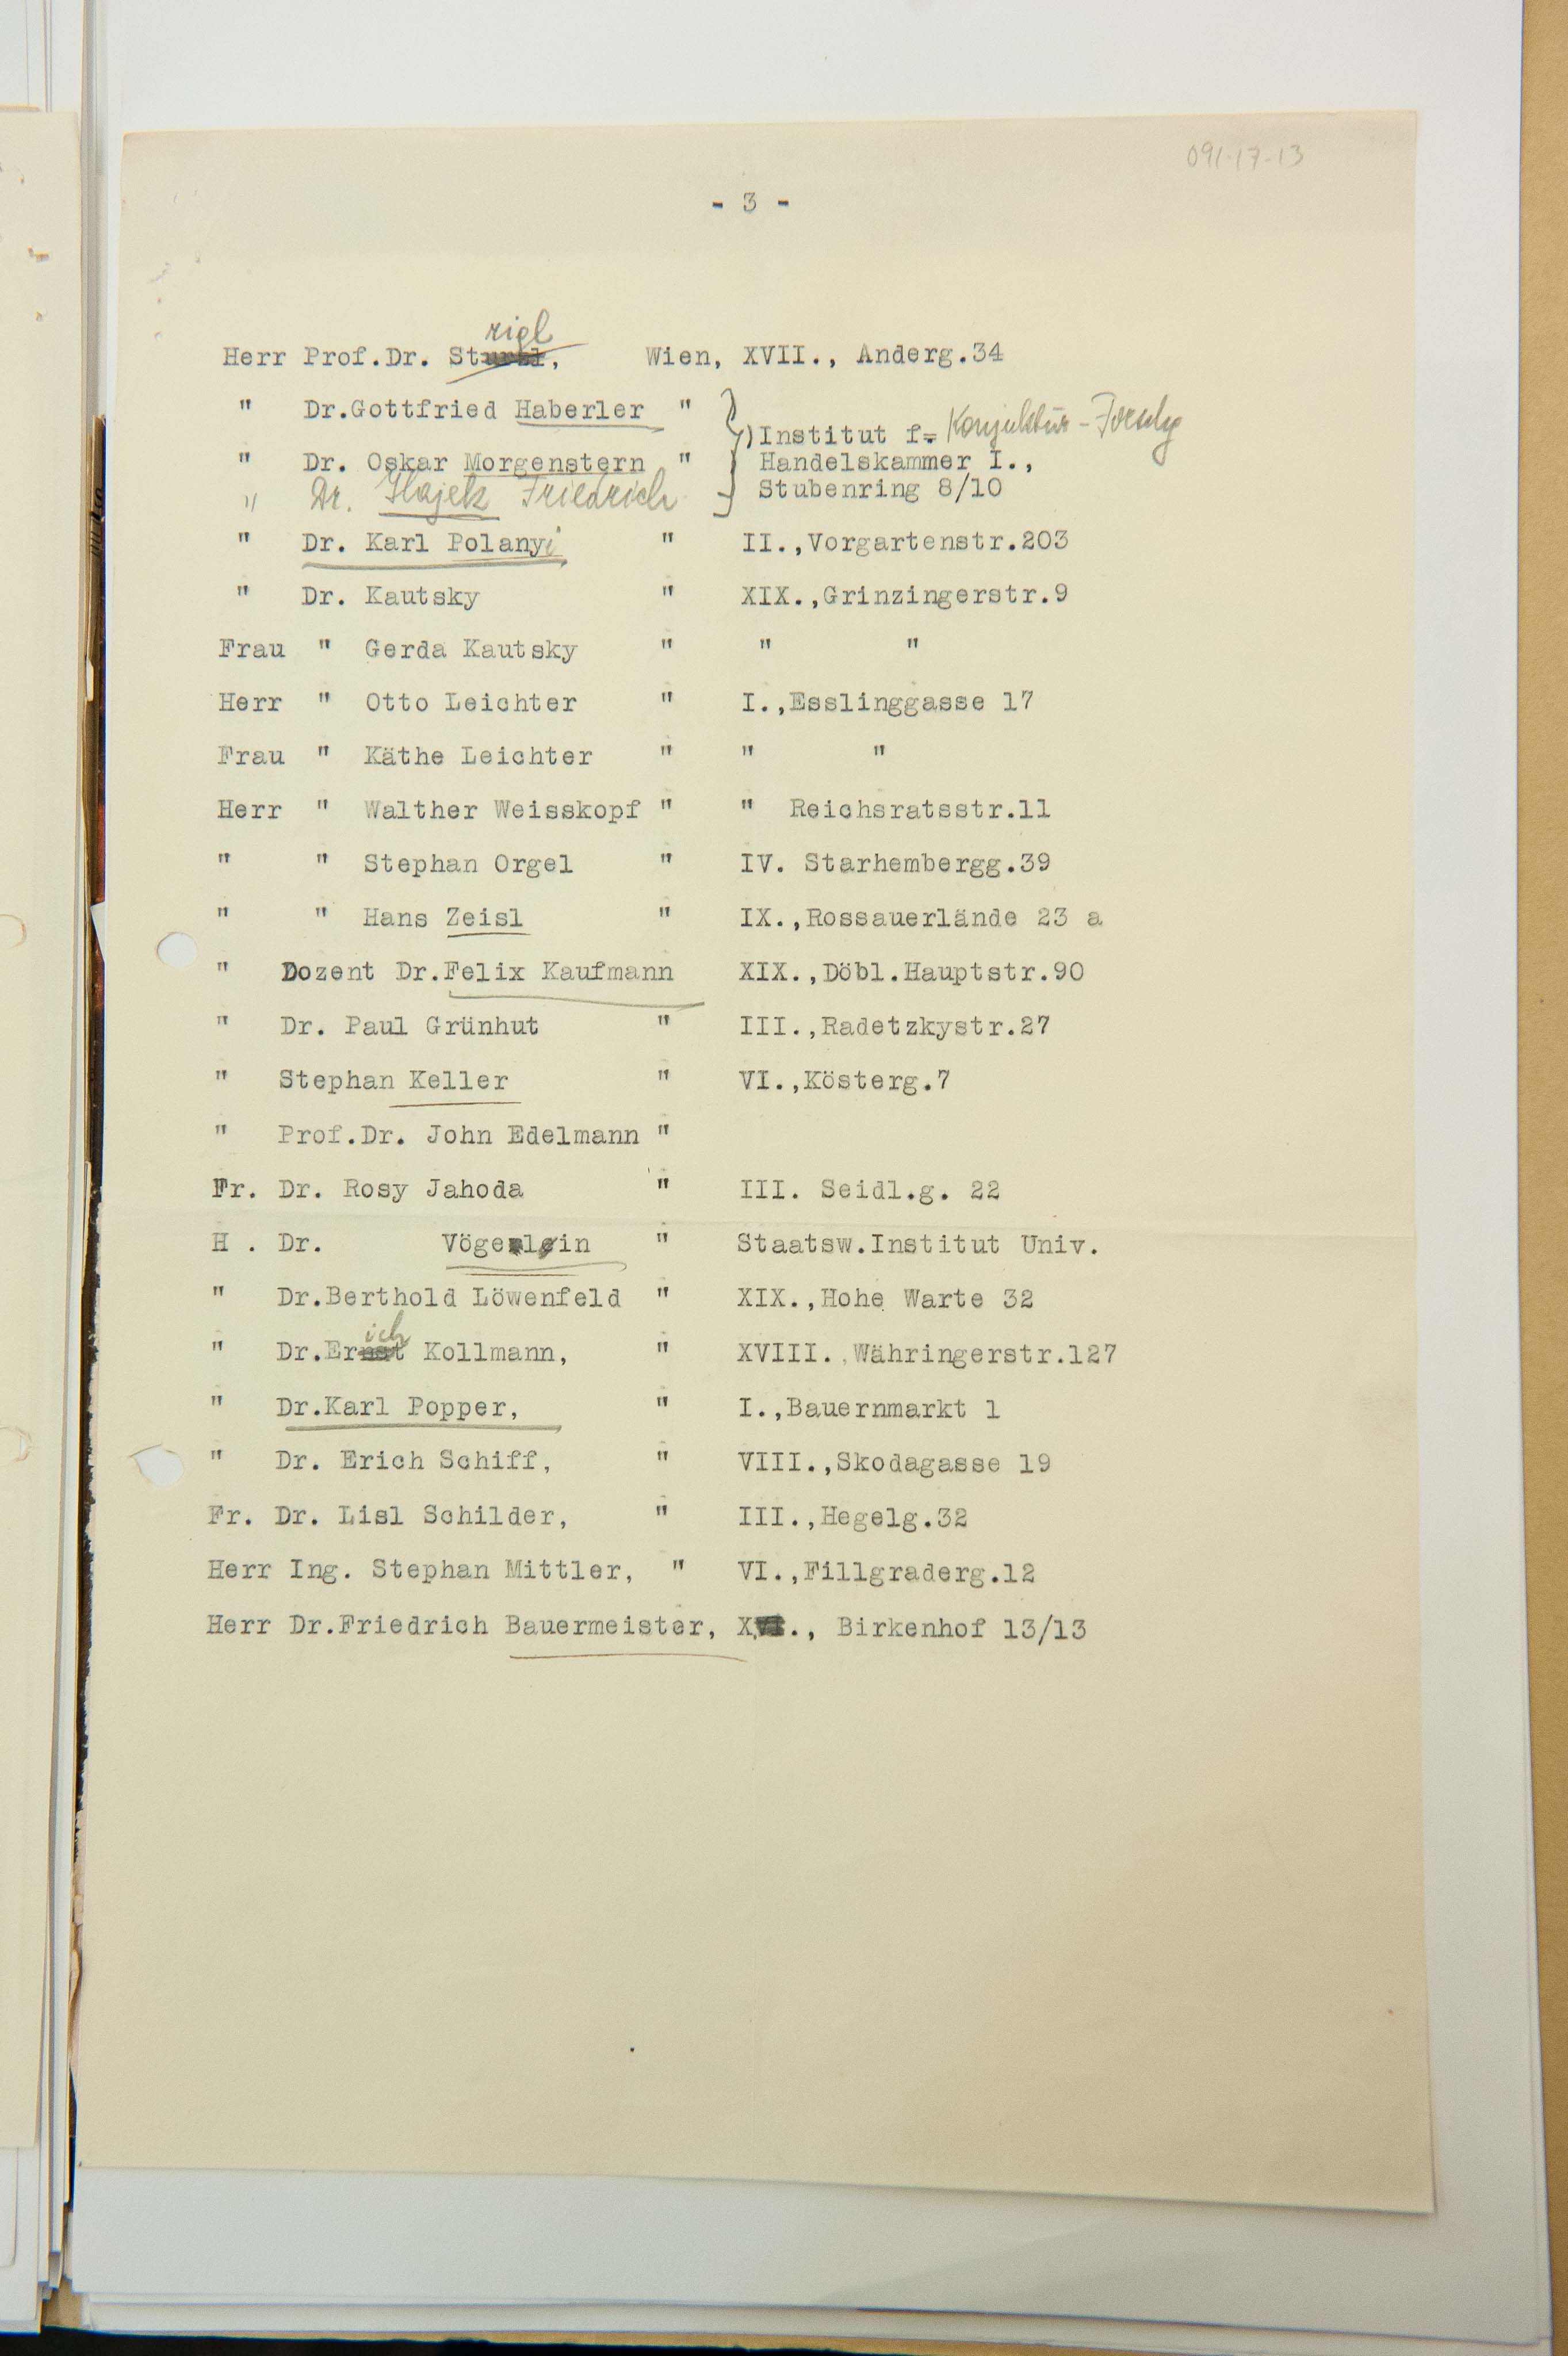 091-17-13
- 3 -
rigl
Herr Prof.Dr. St, Wien, XVII., Anderg.34
" Dr.Gottfried Haberler "
)Institut f. Konjuktur-Forschg
" Dr. Oskar Morgenstern " Handelskammer I.,
" Dr. Hajek Friedrich Stubenring 8/10
" Dr. Karl Polanyi " II.,Vorgartenstr.203
" Dr. Kautsky " XIX.,Grinzingerstr.9
Frau " Gerda Kautsky " " "
Herr " Otto Leichter " I.,Esslinggasse 17
Frau " Käthe Leichter " " "
Herr " Walther Weisskopf " " Reichsratsstr.11
" " Stephan Orgel " IV. Starhembergg.39
" " Hans Zeisl " IX.,Rossauerlände 23 a
" Dozent Dr.Felix Kaufmann XIX.,Döbl.Hauptstr.90
" Dr. Paul Grünhut " III.,Radetzkystr.27
" Stephan Keller " VI.,Kösterg.7
" Prof.Dr. John Edelmann "
Fr. Dr. Rosy Jahoda " III. Seidl.g. 22
H . Dr. Vögelein " Staatsw.Institut Univ.
" Dr.Berthold Löwenfeld " XIX.,Hohe Warte 32
ich
" Dr.Ernst Kollmann, " XVIII.,Währingerstr.127
" Dr.Karl Popper, " I.,Bauernmarkt 1
" Dr. Erich Schiff, " VIII.,Skodagasse 19
Fr. Dr. Lisl Schilder, " III.,Hegelg.32
Herr Ing. Stephan Mittler, " VI.,Fillgraderg.12
Herr Dr.Friedrich Bauermeister, X., Birkenhof 13/13